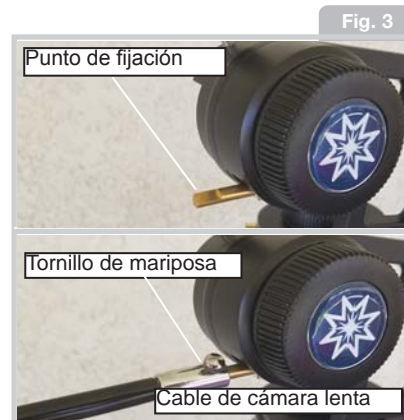 Fig. 3
Punto de fijación
Tornillo de mariposa
Cable de cámara lenta